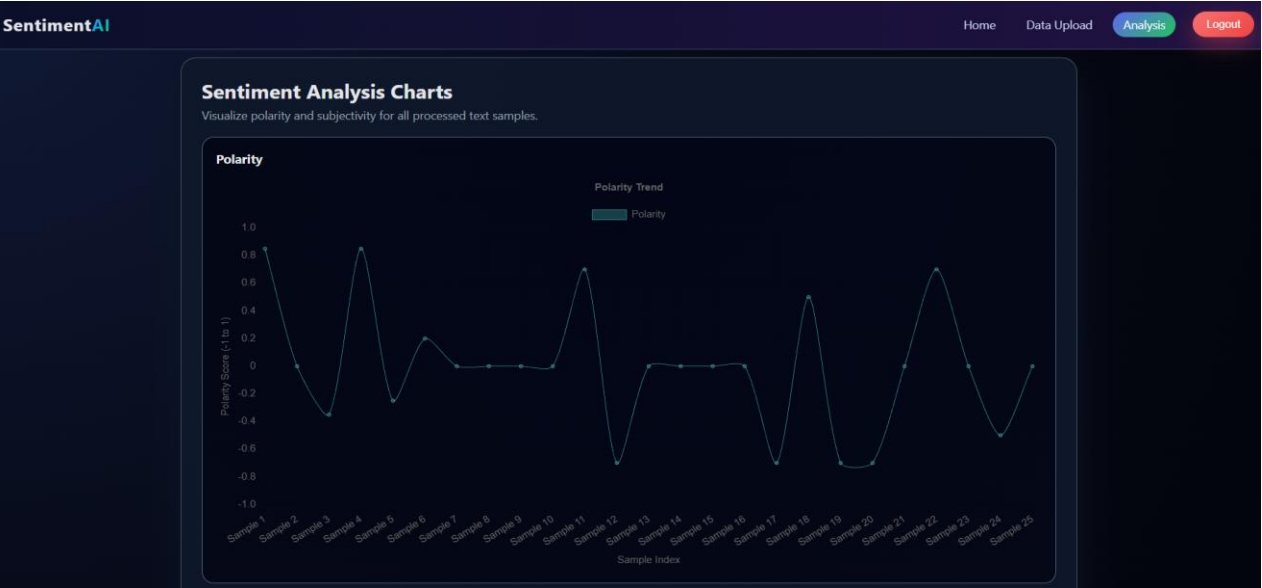 SentimentAI
Home Data Upload Analysis Logout
Sentiment Analysis Charts
Visualize polarity and subjectivity for all processed text samples.
Polarity
Polarity Trend
Polarity
Polarity Score (-1 to 1)
1.0
0.8
0.6
0.4
0.2
0
-0.2
-0.4
-0.6
-0.8
-1.0
Sample 1 Sample 2 Sample 3 Sample 4 Sample 5 Sample 6 Sample 7 Sample 8 Sample 9 Sample 10 Sample 11 Sample 12 Sample 13 Sample 14 Sample 15 Sample 16 Sample 17 Sample 18 Sample 19 Sample 20 Sample 21 Sample 22 Sample 23 Sample 24 Sample 25
Sample Index